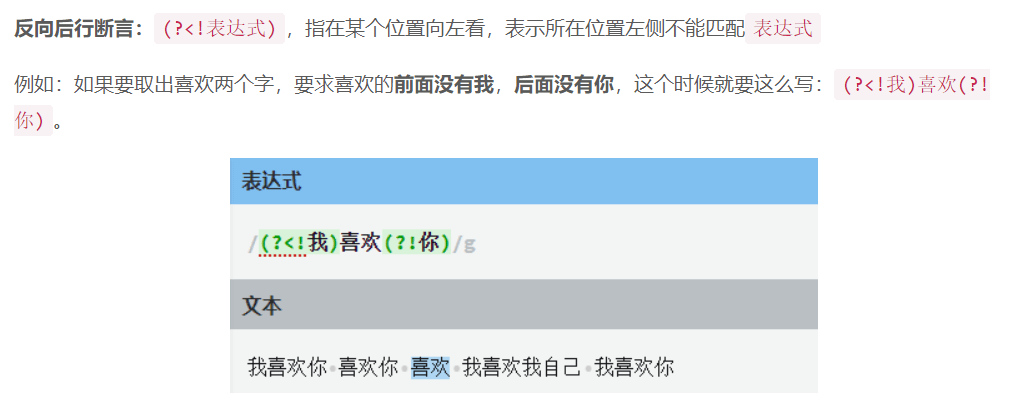 反向后行断言：(?<!表达式)，指在某个位置向左看，表示所在位置左侧不能匹配 表达式
例如：如果要取出喜欢两个字，要求喜欢的前面没有我，后面没有你，这个时候就要这么写：(?<!我)喜欢(?!
你)。
表达式
/(?<!我)喜欢(?!你)/g
文本
我喜欢你·喜欢你·喜欢·我喜欢我自己·我喜欢你